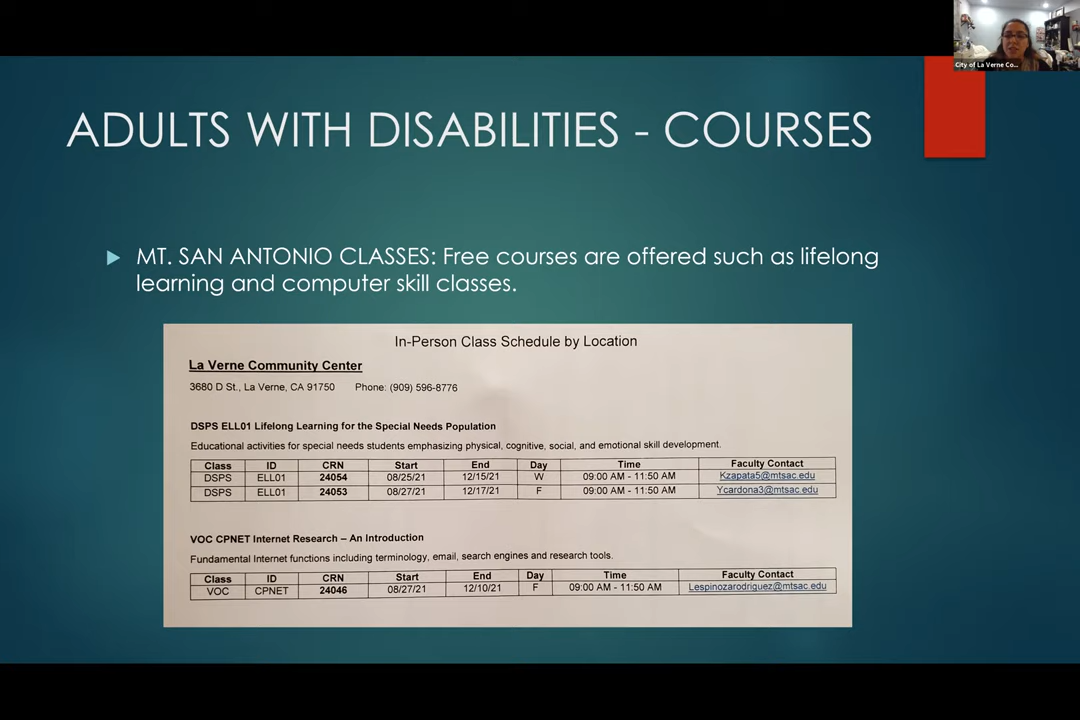 City of La Verne Co...
ADULTS WITH DISABILITIES - COURSES
MT. SAN ANTONIO CLASSES: Free courses are offered such as lifelong
learning and computer skill classes.
In-Person Class Schedule by Location
La Verne Community Center
3680 D St., La Verne, CA 91750 Phone: (909) 596-8776
DSPS ELL01 Lifelong Learning for the Special Needs Population
Educational activities for special needs students emphasizing physical, cognitive, social, and emotional skill development.
Class ID CRN Start End Day Time Faculty Contact
DSPS ELL01 24054 08/25/21 12/15/21 W 09:00 AM - 11:50 AM Kzapata5@mtsac.edu
DSPS ELL01 24053 08/27/21 12/17/21 F 09:00 AM - 11:50 AM Ycardona3@mtsac.edu
VOC CPNET Internet Research – An Introduction
Fundamental Internet functions including terminology, email, search engines and research tools.
Class ID CRN Start End Day Time Faculty Contact
VOC CPNET 24046 08/27/21 12/10/21 F 09:00 AM - 11:50 AM Lespinozarodriguez@mtsac.edu